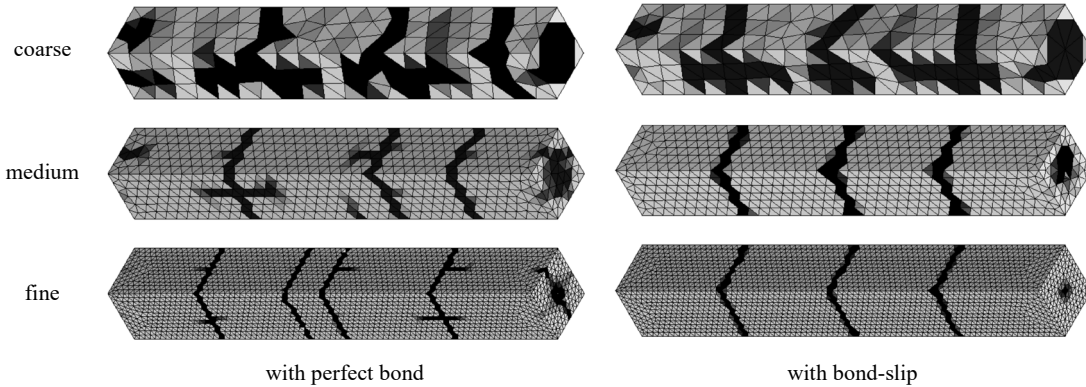 coarse
medium
fine
with perfect bond
with bond-slip